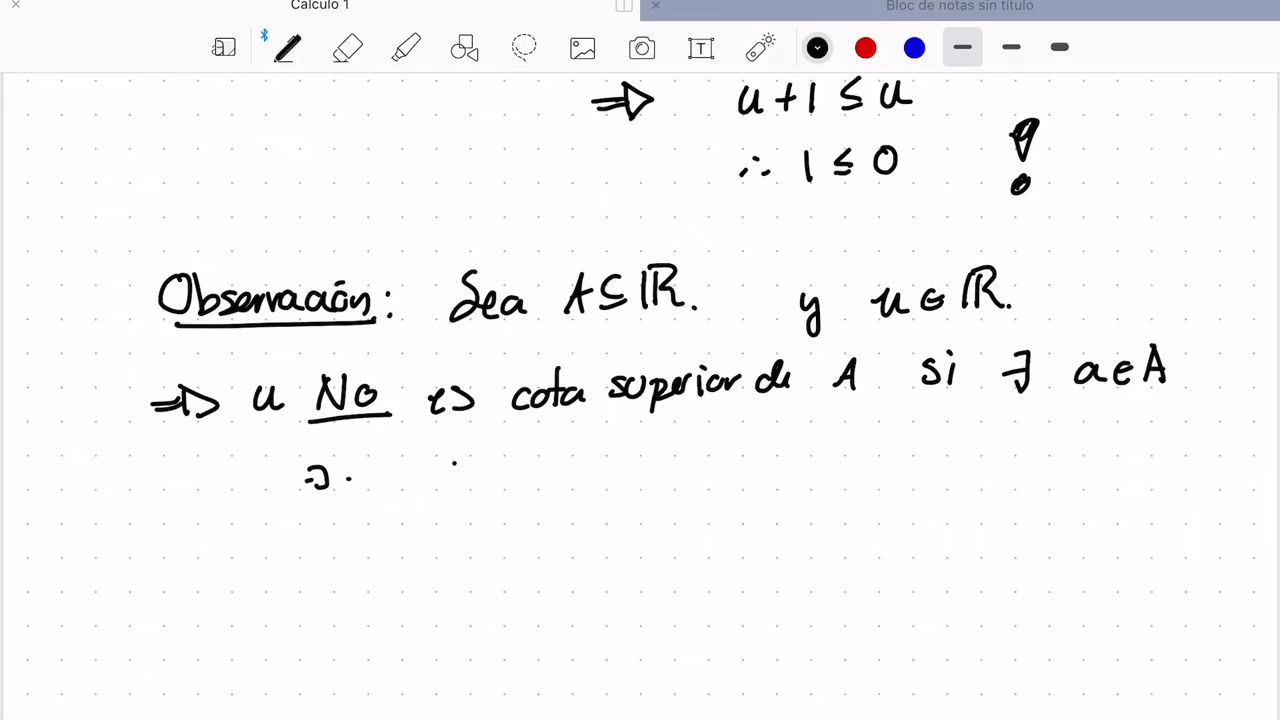 Calculo 1
Bloc de notas sin título
⇒ u + 1 ≤ u
∴ 1 ≤ 0 !
Observación: Sea A ⊆ ℝ. y u ∈ ℝ.
⇒ u No es cota superior de A si ∃ a ∈ A
∋.